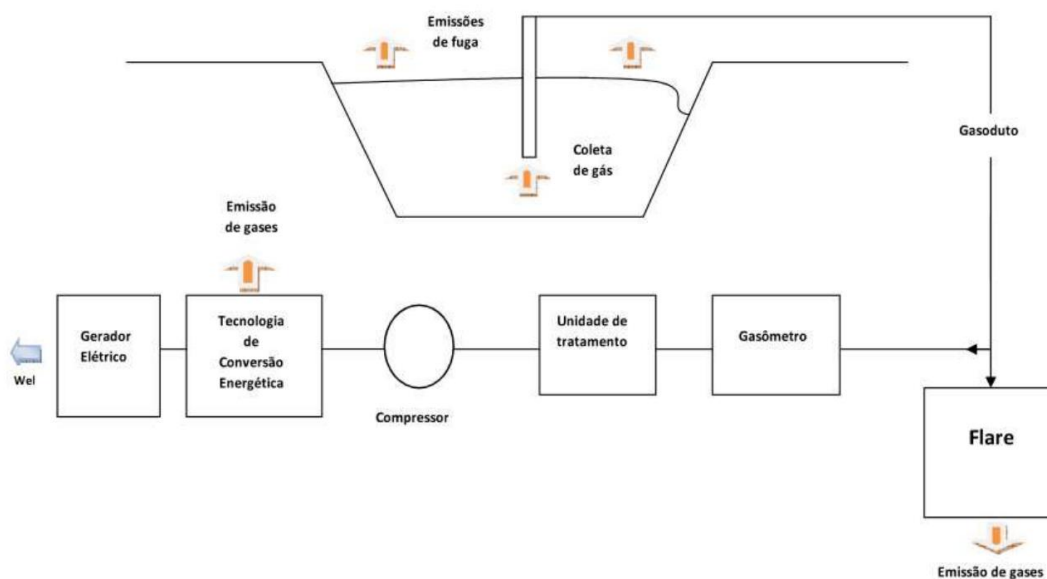 Emissões
de fuga
Gasoduto
Coleta
de gás
Emissão
de gases
Gerador
Elétrico
Tecnologia
de
Conversão
Energética
Unidade de
tratamento
Gasômetro
Wel
Compressor
Flare
Emissão de gases